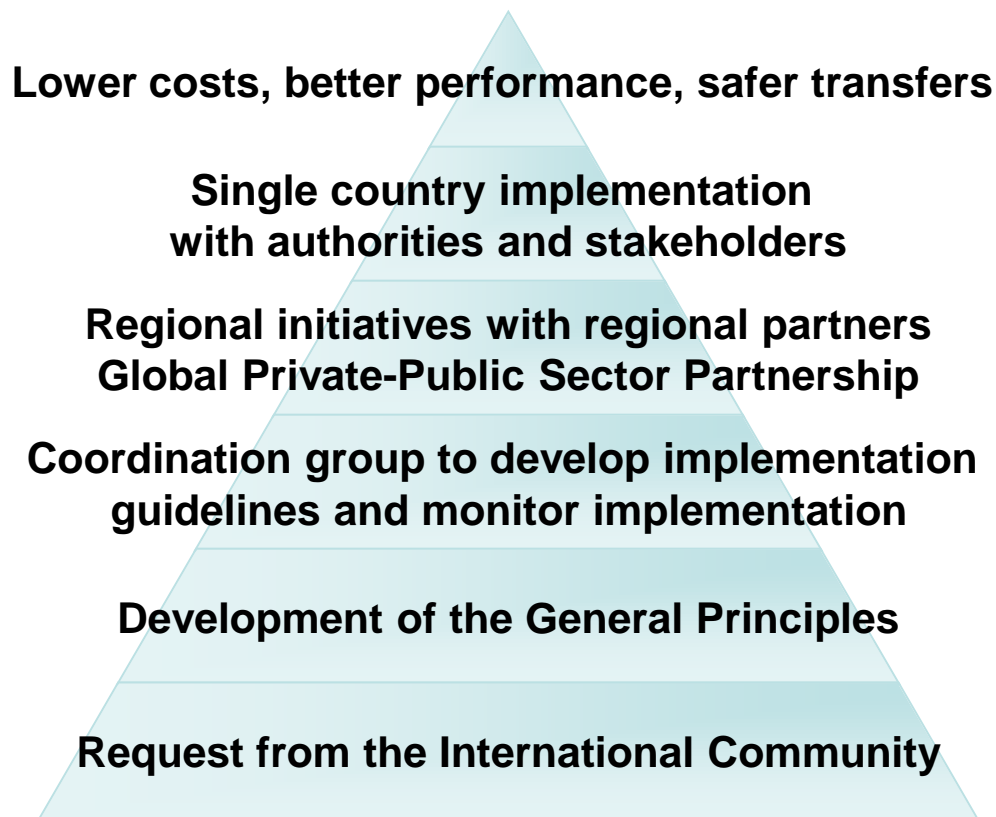 Lower costs, better performance, safer transfers
Single country implementation
with authorities and stakeholders
Regional initiatives with regional partners
Global Private-Public Sector Partnership
Coordination group to develop implementation
guidelines and monitor implementation
Development of the General Principles
Request from the International Community